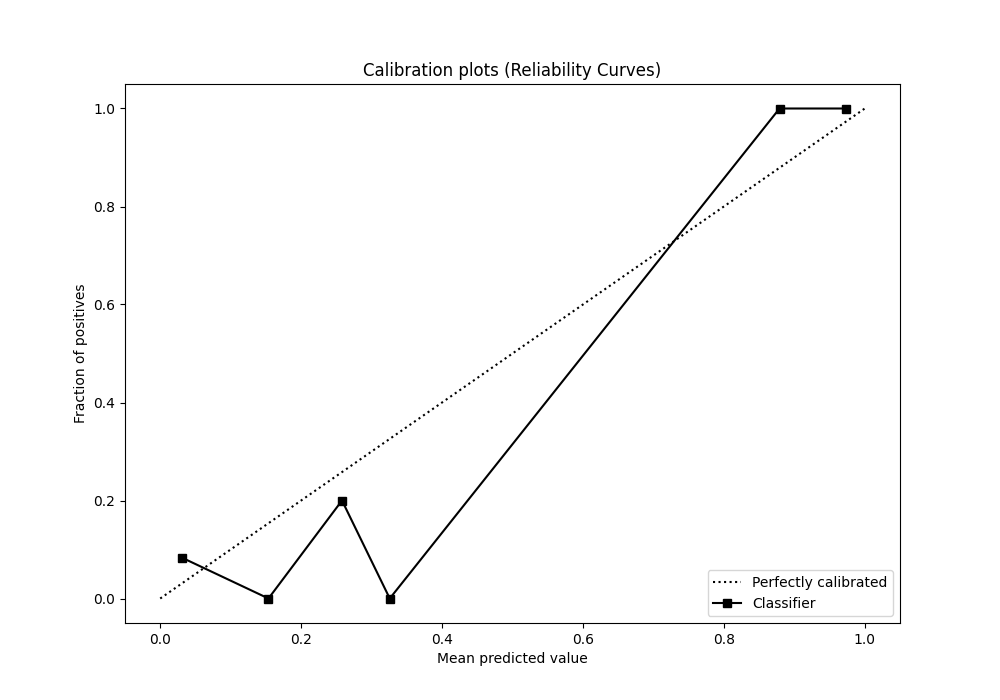 Calibration plots (Reliability Curves)
1.0
0.8
0.6
0.4
0.2
0.0
Fraction of positives
0.0 0.2 0.4 0.6 0.8 1.0
Mean predicted value
Perfectly calibrated
Classifier